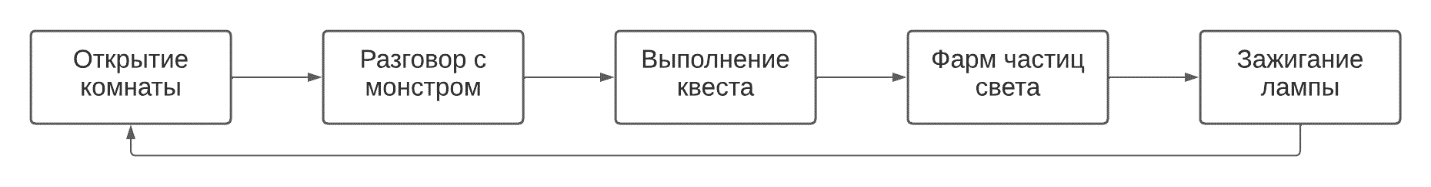 Открытие
комнаты
Разговор с
монстром
Выполнение
квеста
Фарм частиц
света
Зажигание
лампы